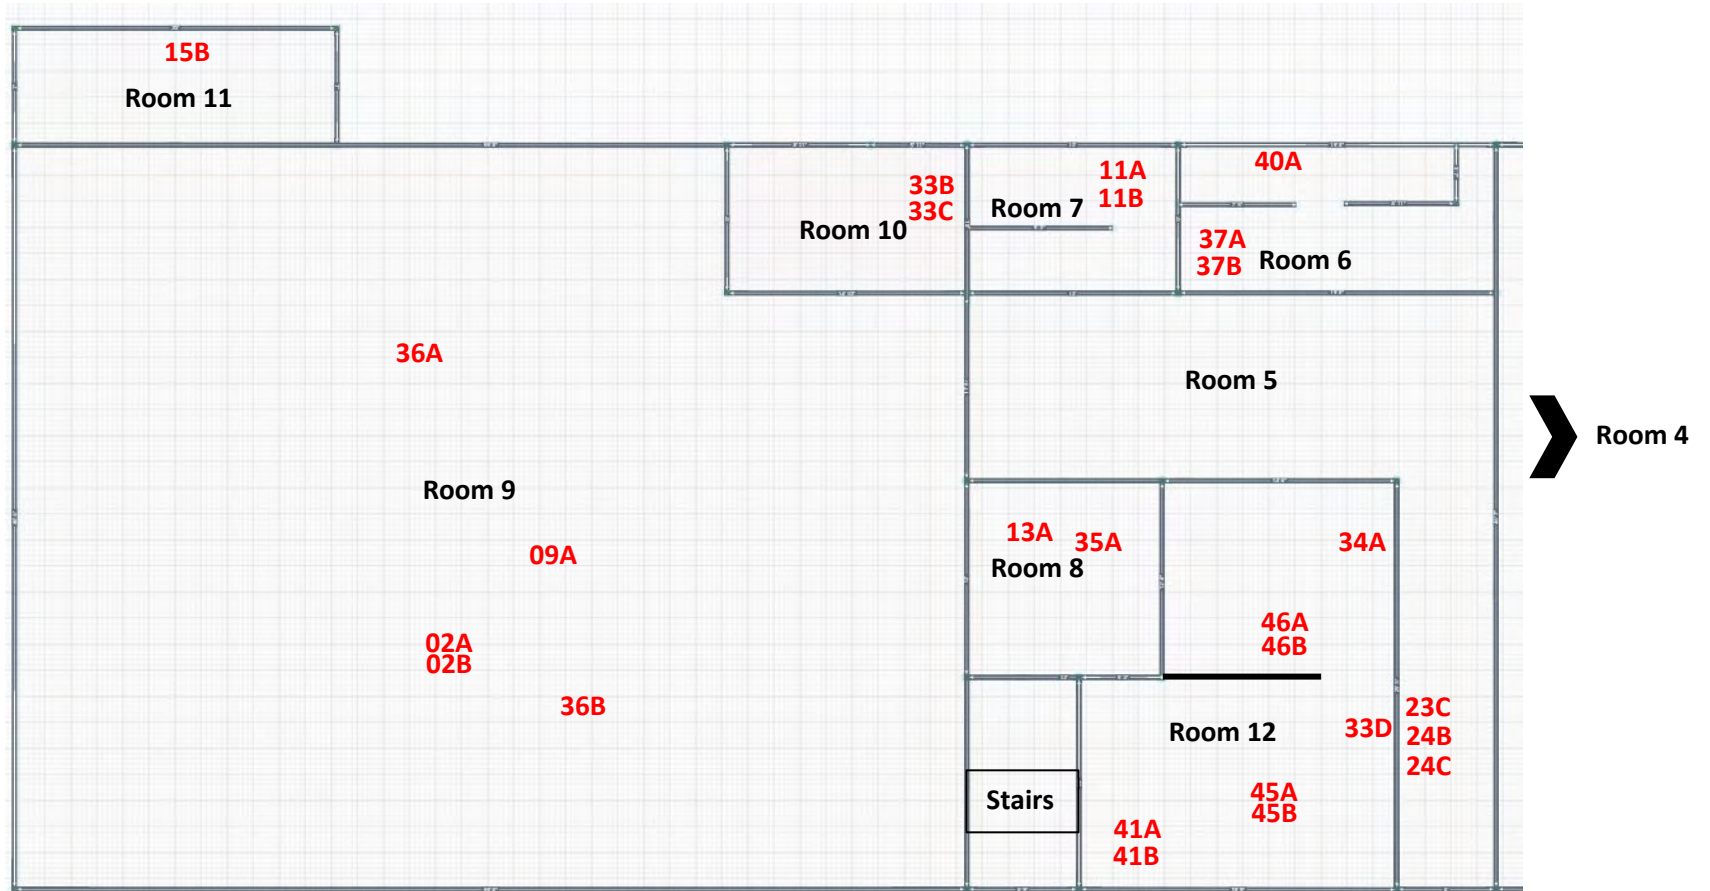 15B
Room 11
11A
40A
33B
11B
33C
Room 7
Room 10
37A
37B
Room 6
36A
Room 5
Room 4
Room 9
13A
35A
34A
09A
Room 8
46A
02A
46B
02B
36B
23C
33D
Room 12
24B
24C
Stairs
45A
45B
41A
41B